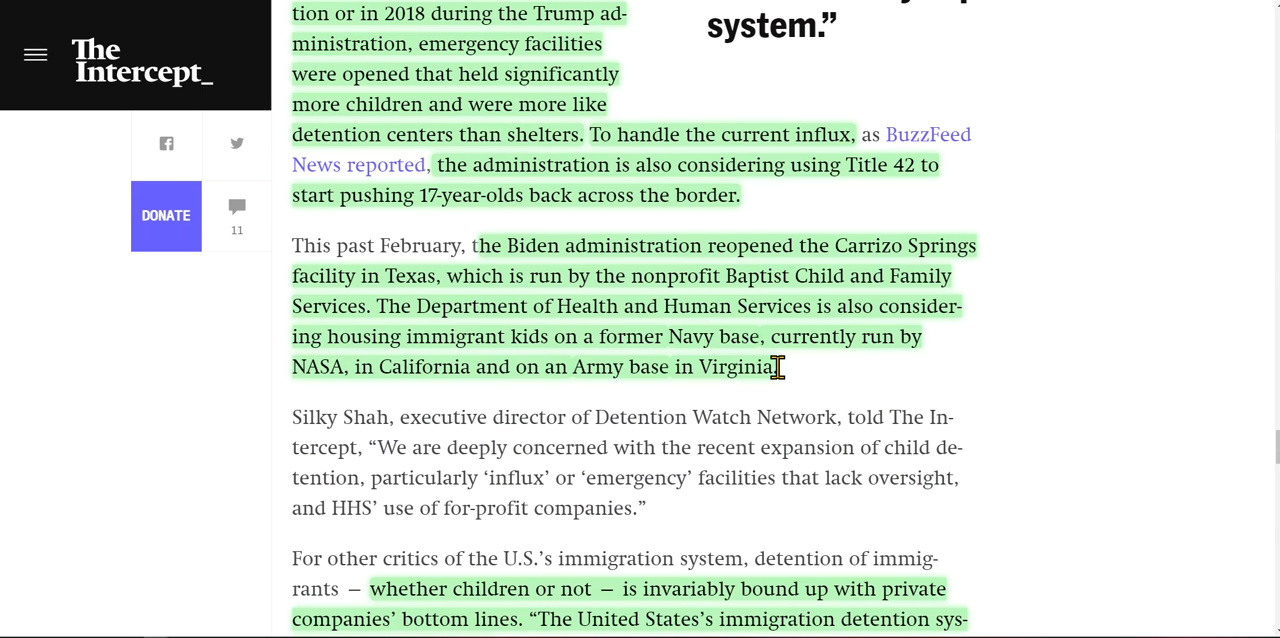 The
Intercept_
DONATE
11
system.”
tion or in 2018 during the Trump ad-
ministration, emergency facilities
were opened that held significantly
more children and were more like
detention centers than shelters. To handle the current influx, as BuzzFeed
News reported, the administration is also considering using Title 42 to
start pushing 17-year-olds back across the border.
This past February, the Biden administration reopened the Carrizo Springs
facility in Texas, which is run by the nonprofit Baptist Child and Family
Services. The Department of Health and Human Services is also consider-
ing housing immigrant kids on a former Navy base, currently run by
NASA, in California and on an Army base in Virginia.
Silky Shah, executive director of Detention Watch Network, told The In-
tercept, “We are deeply concerned with the recent expansion of child de-
tention, particularly ‘influx’ or ‘emergency’ facilities that lack oversight,
and HHS’ use of for-profit companies.”
For other critics of the U.S.’s immigration system, detention of immig-
rants — whether children or not — is invariably bound up with private
companies’ bottom lines. “The United States’s immigration detention sys-